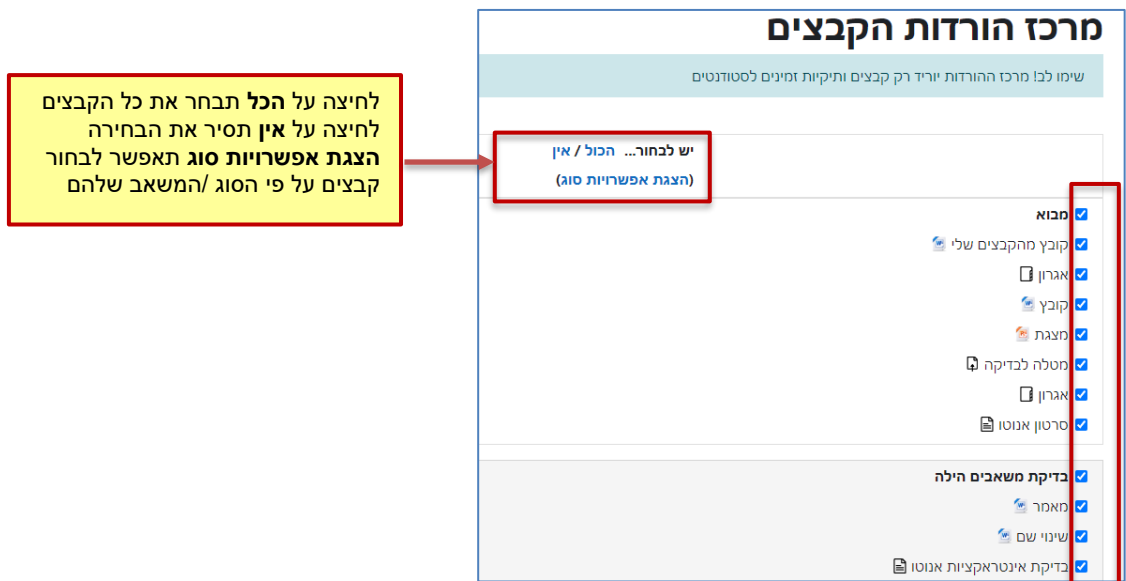 מרכז הורדות הקבצים
שימו לב! מרכז ההורדות יוריד רק קבצים ותיקיות זמינים לסטודנטים
לחיצה על הכל תבחר את כל הקבצים
לחיצה על אין תסיר את הבחירה
הצגת אפשרויות סוג תאפשר לבחור
קבצים על פי הסוג /המשאב שלהם
יש לבחור... הכול / אין
(הצגת אפשרויות סוג)
מבוא
קובץ מהקבצים שלי
אגרון
קובץ
מצגת
מטלה לבדיקה
אגרון
סרטון אנוטו
בדיקת משאבים הילה
מאמר
שינוי שם
בדיקת אינטראקציות אנוטו